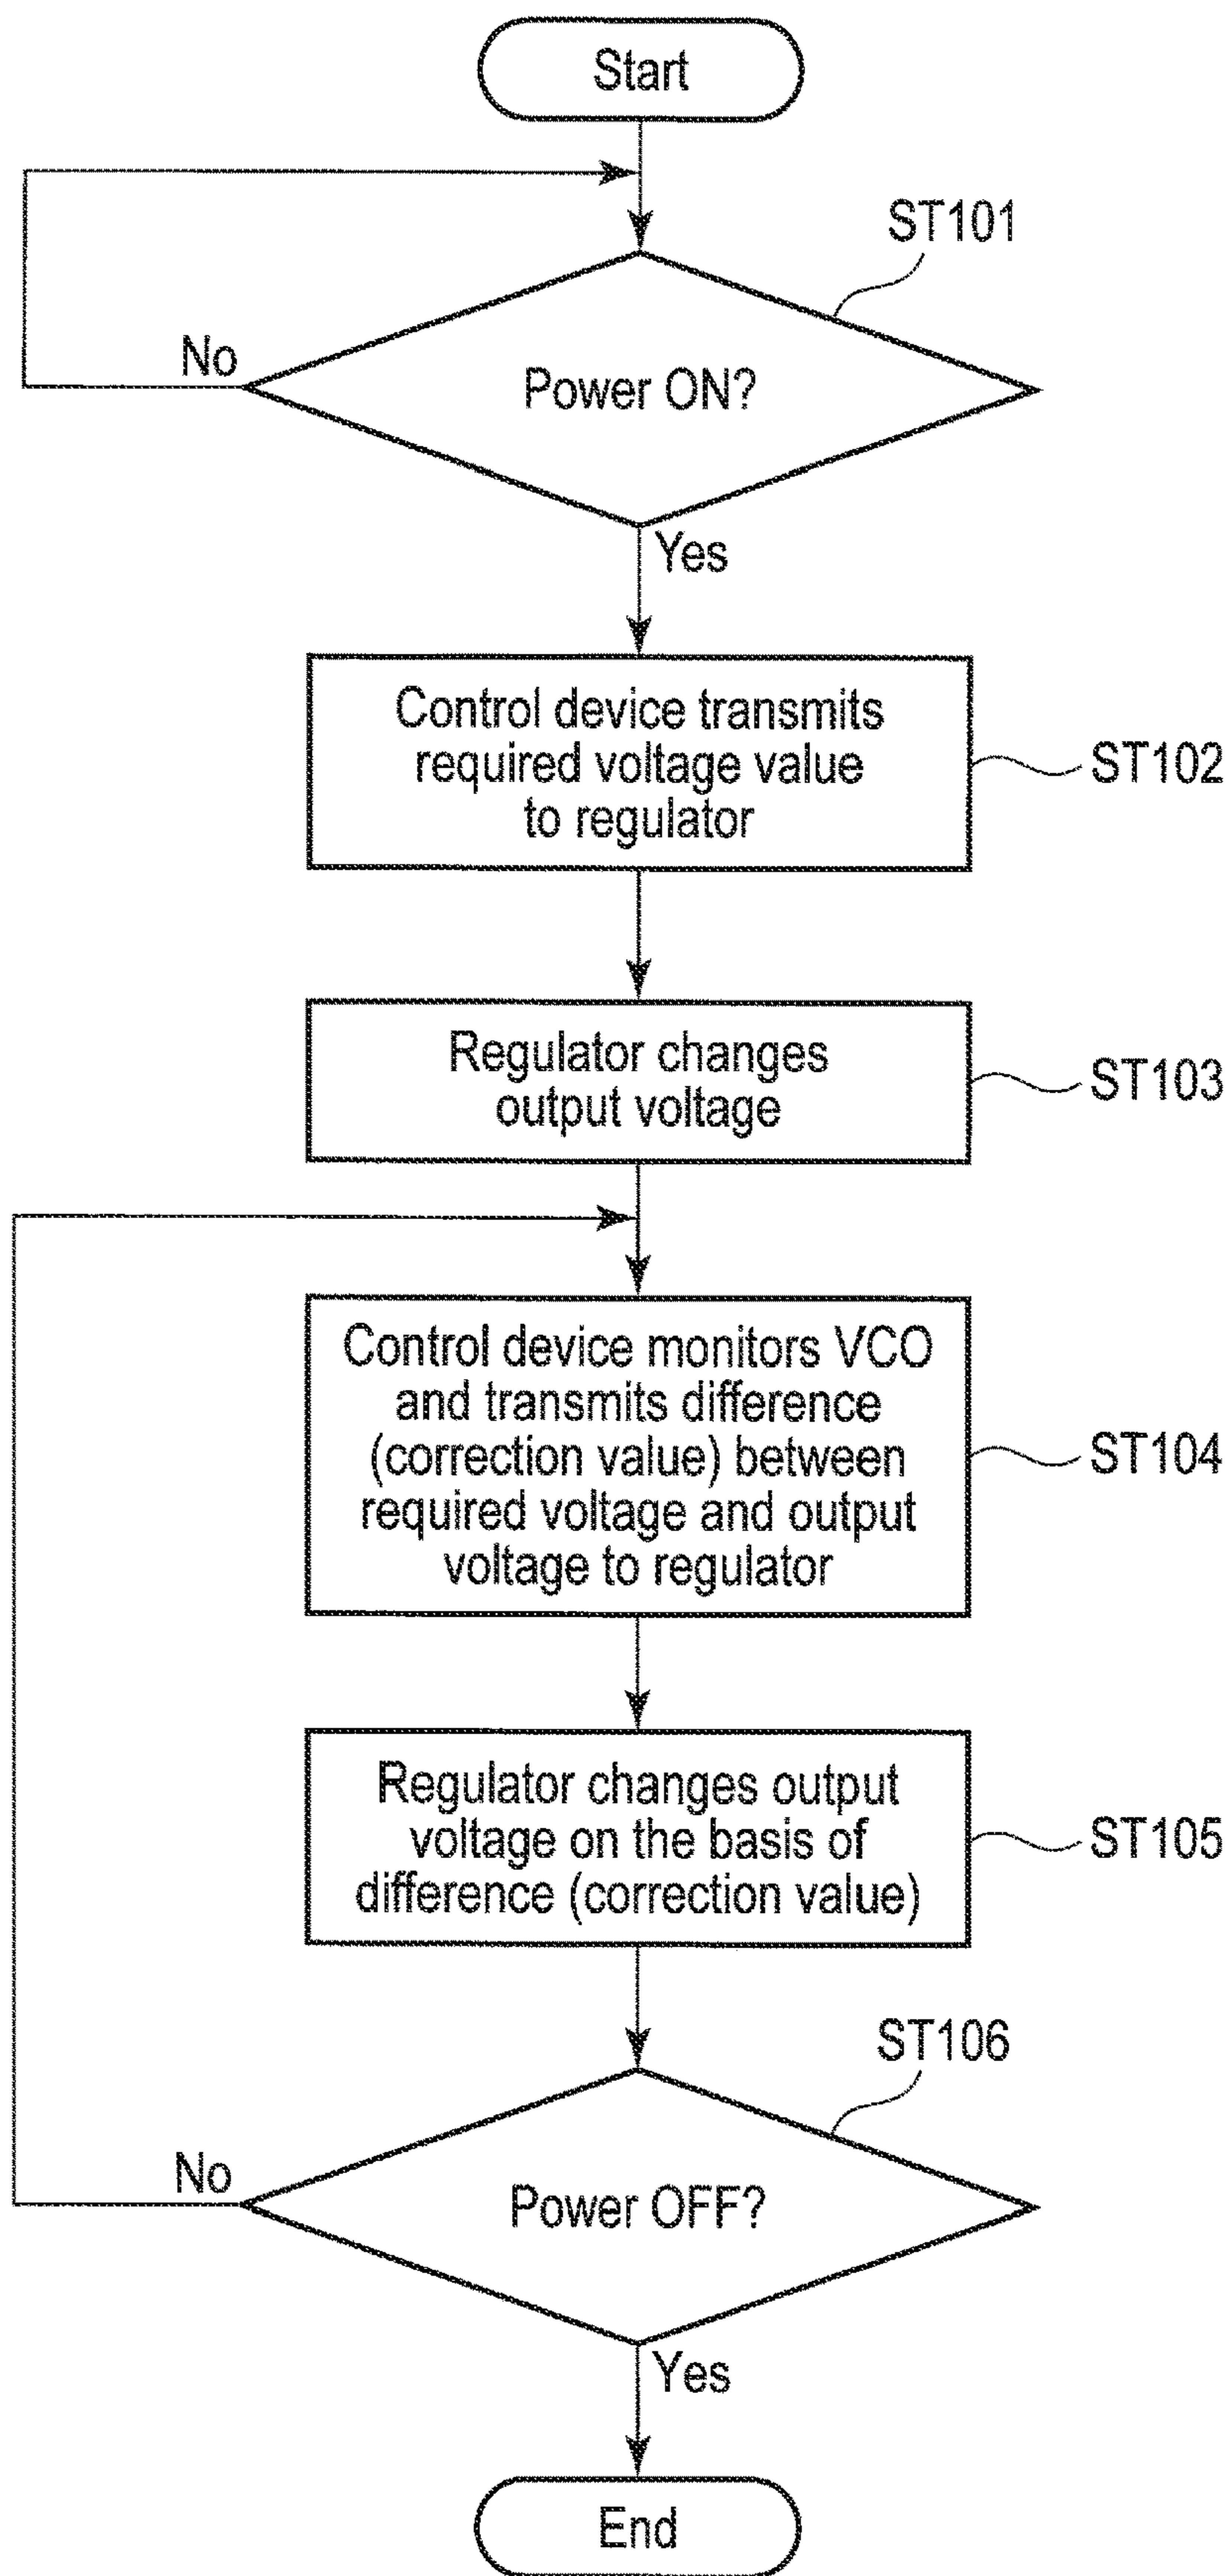 Start
ST101
No
Power ON?
Yes
Control device transmits
required voltage value
to regulator
ST102
Regulator changes
output voltage
ST103
Control device monitors VCO
and transmits difference
(correction value) between
required voltage and output
voltage to regulator
ST104
Regulator changes output
voltage on the basis of
difference (correction value)
ST105
ST106
No
Power OFF?
Yes
End